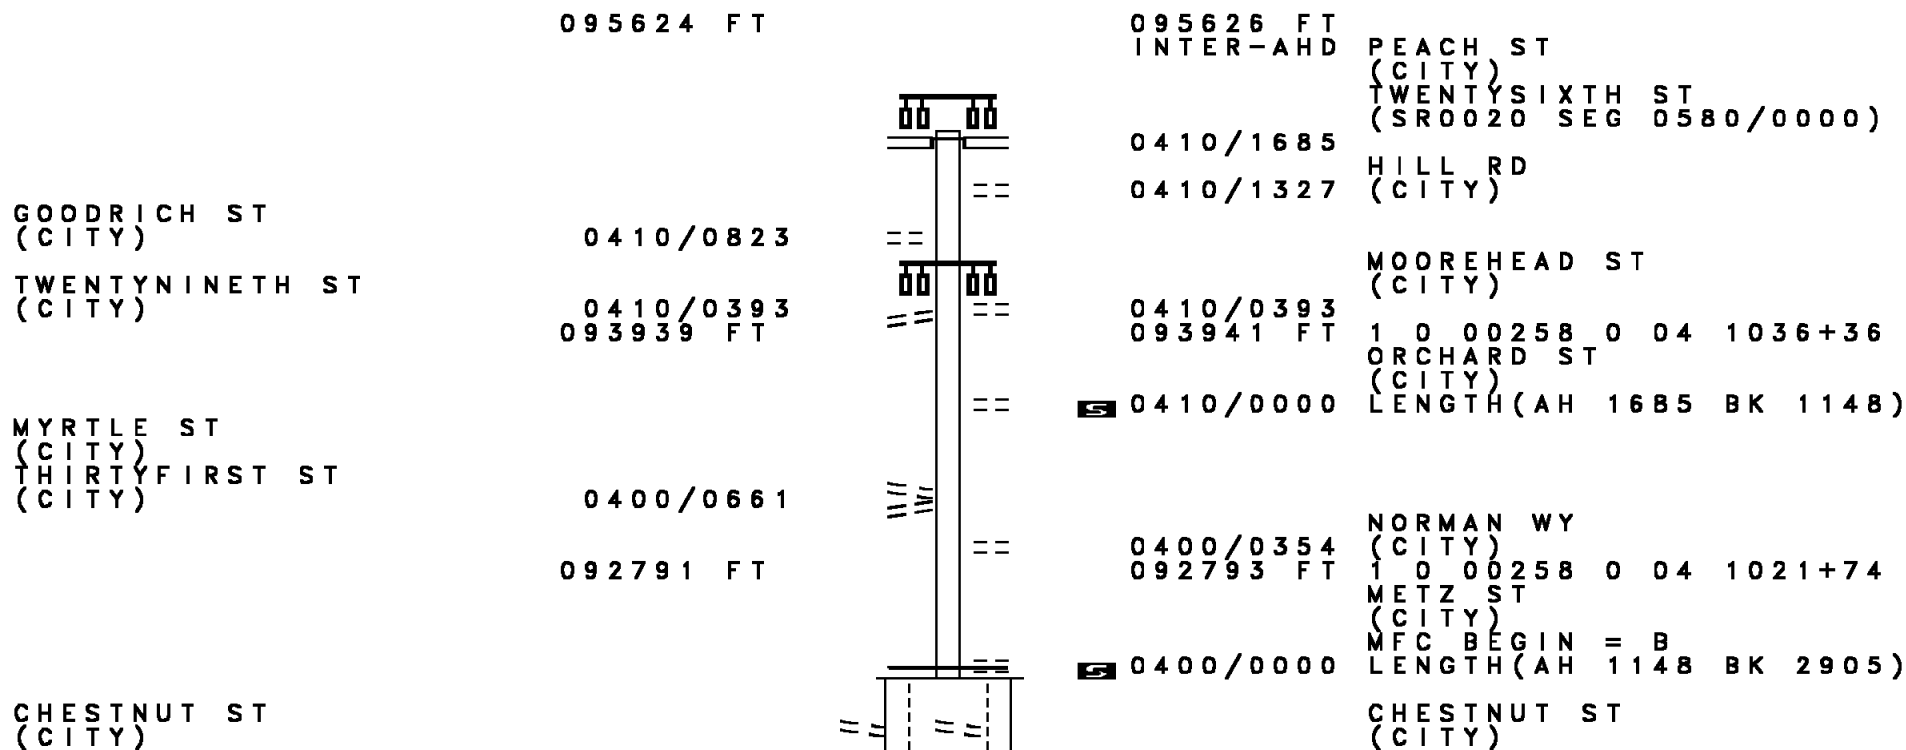 095624 FT 095626 FT
INTER-AHD PEACH ST
(CITY)
TWENTYSIXTH ST
(SR0020 SEG 0580/0000)
0410/1685
HILL RD
0410/1327 (CITY)
GOODRICH ST
(CITY) 0410/0823
MOOREHEAD ST
TWENTYNINETH ST (CITY)
(CITY) 0410/0393 0410/0393
093939 FT 093941 FT 1 0 00258 0 04 1036+36
ORCHARD ST
(CITY)
S 0410/0000 LENGTH(AH 1685 BK 1148)
MYRTLE ST
(CITY)
THIRTYFIRST ST
(CITY) 0400/0661
NORMAN WY
0400/0354 (CITY)
092791 FT 092793 FT 1 0 00258 0 04 1021+74
METZ ST
(CITY)
MFC BEGIN = B
S 0400/0000 LENGTH(AH 1148 BK 2905)
CHESTNUT ST CHESTNUT ST
(CITY) (CITY)